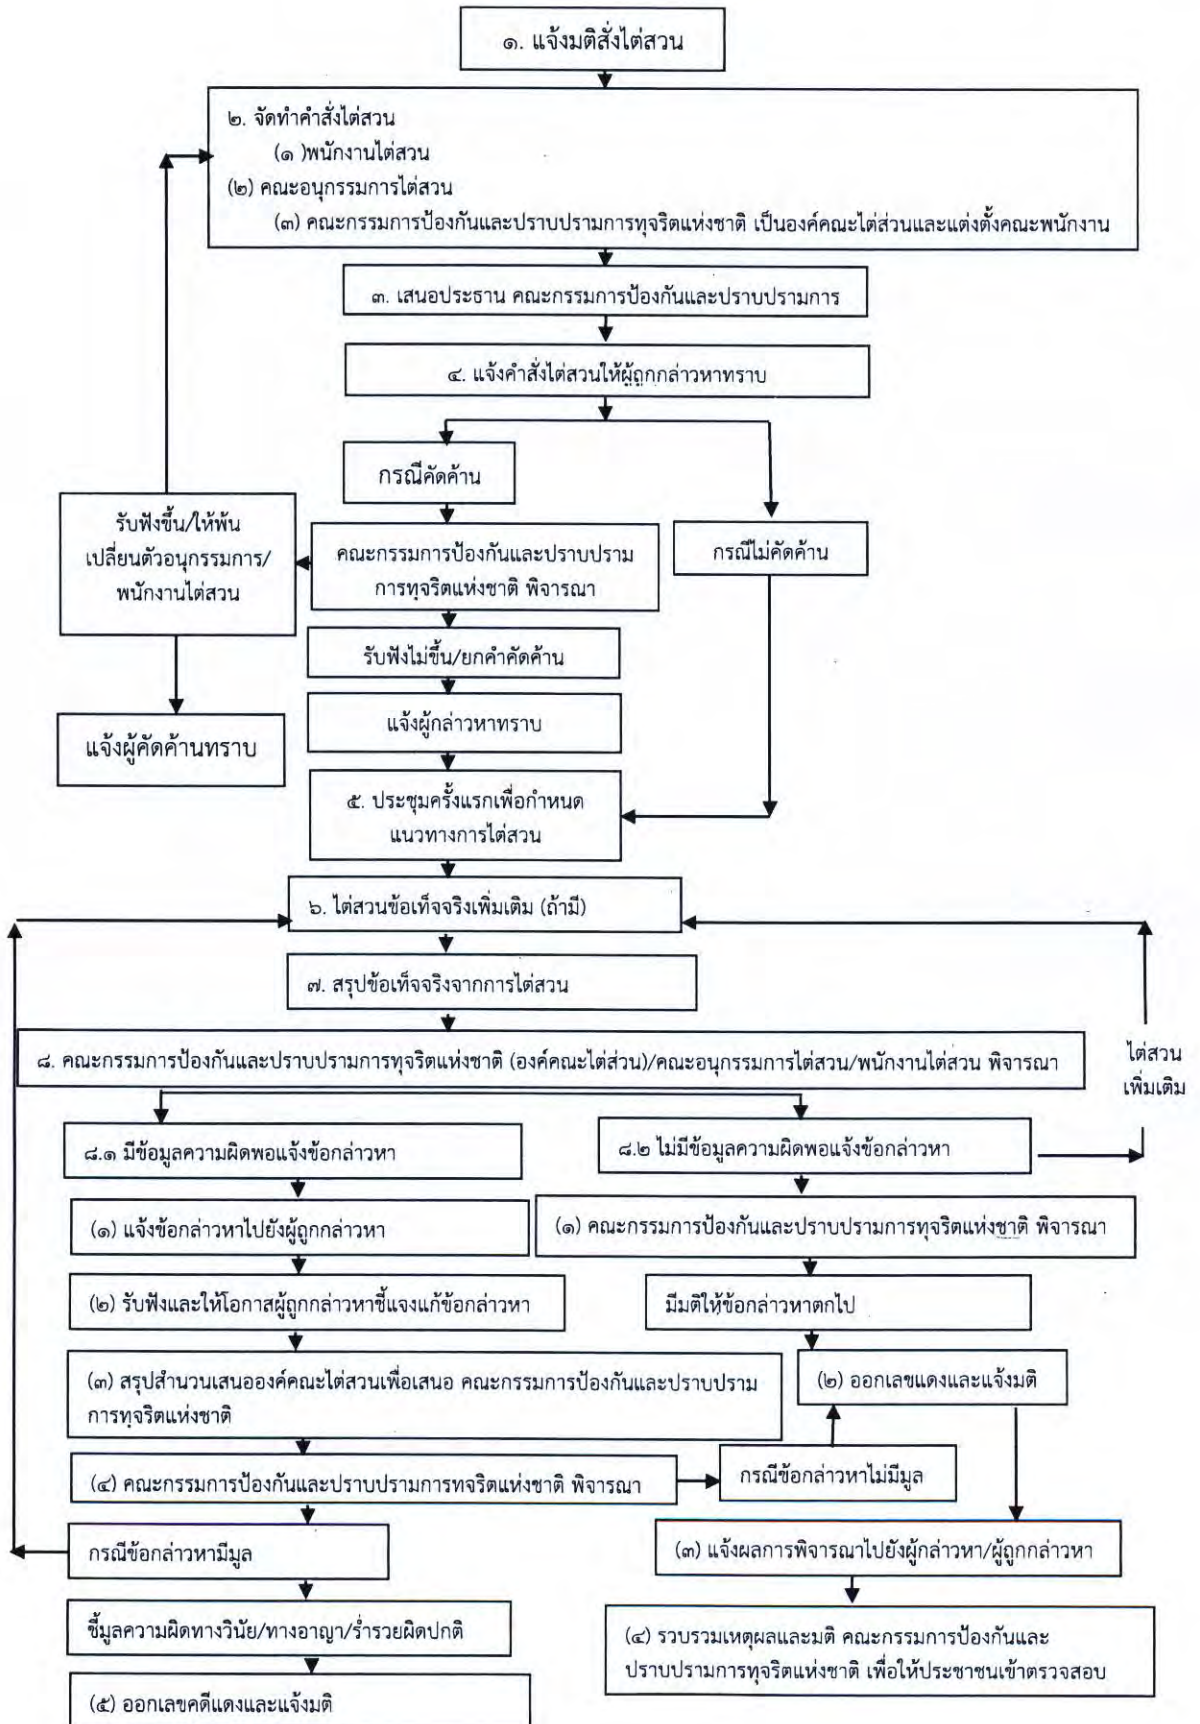 ๑. แจ้งมติสั่งไต่สวน
๒. จัดทำคำสั่งไต่สวน
(๑ )พนักงานไต่สวน
(๒) คณะอนุกรรมการไต่สวน
(๓) คณะกรรมการป้องกันและปราบปรามการทุจริตแห่งชาติ เป็นองค์คณะไต่ส่วนและแต่งตั้งคณะพนักงาน
๓. เสนอประธาน คณะกรรมการป้องกันและปราบปรามการ
๔. แจ้งคำสั่งไต่สวนให้ผู้ถูกกล่าวหาทราบ
กรณีคัดค้าน
กรณีไม่คัดค้าน
คณะกรรมการป้องกันและปราบปราม
การทุจริตแห่งชาติ พิจารณา
รับฟังขึ้น/ให้พ้น
เปลี่ยนตัวอนุกรรมการ/
พนักงานไต่สวน
แจ้งผู้คัดค้านทราบ
รับฟังไม่ขึ้น/ยกคำคัดค้าน
แจ้งผู้กล่าวหาทราบ
๕. ประชุมครั้งแรกเพื่อกำหนด
แนวทางการไต่สวน
๖. ไต่สวนข้อเท็จจริงเพิ่มเติม (ถ้ามี)
๗. สรุปข้อเท็จจริงจากการไต่สวน
๘. คณะกรรมการป้องกันและปราบปรามการทุจริตแห่งชาติ (องค์คณะไต่ส่วน)/คณะอนุกรรมการไต่สวน/พนักงานไต่สวน พิจารณา
ไต่สวน
เพิ่มเติม
๘.๑ มีข้อมูลความผิดพอแจ้งข้อกล่าวหา
(๑) แจ้งข้อกล่าวหาไปยังผู้ถูกกล่าวหา
(๒) รับฟังและให้โอกาสผู้ถูกกล่าวหาชี้แจงแก้ข้อกล่าวหา
(๓) สรุปสำนวนเสนอองค์คณะไต่สวนเพื่อเสนอ คณะกรรมการป้องกันและปราบปราม
การทุจริตแห่งชาติ
(๔) คณะกรรมการป้องกันและปราบปรามการทจริตแห่งชาติ พิจารณา
กรณีข้อกล่าวหามีมูล
ชี้มูลความผิดทางวินัย/ทางอาญา/ร่ำรวยผิดปกติ
(๕) ออกเลขคดีแดงและแจ้งมติ
๘.๒ ไม่มีข้อมูลความผิดพอแจ้งข้อกล่าวหา
(๑) คณะกรรมการป้องกันและปราบปรามการทุจริตแห่งชาติ พิจารณา
มีมติให้ข้อกล่าวหาตกไป
(๒) ออกเลขแดงและแจ้งมติ
กรณีข้อกล่าวหาไม่มีมูล
(๓) แจ้งผลการพิจารณาไปยังผู้กล่าวหา/ผู้ถูกกล่าวหา
(๔) รวบรวมเหตุผลและมติ คณะกรรมการป้องกันและ
ปราบปรามการทุจริตแห่งชาติ เพื่อให้ประชาชนเข้าตรวจสอบ